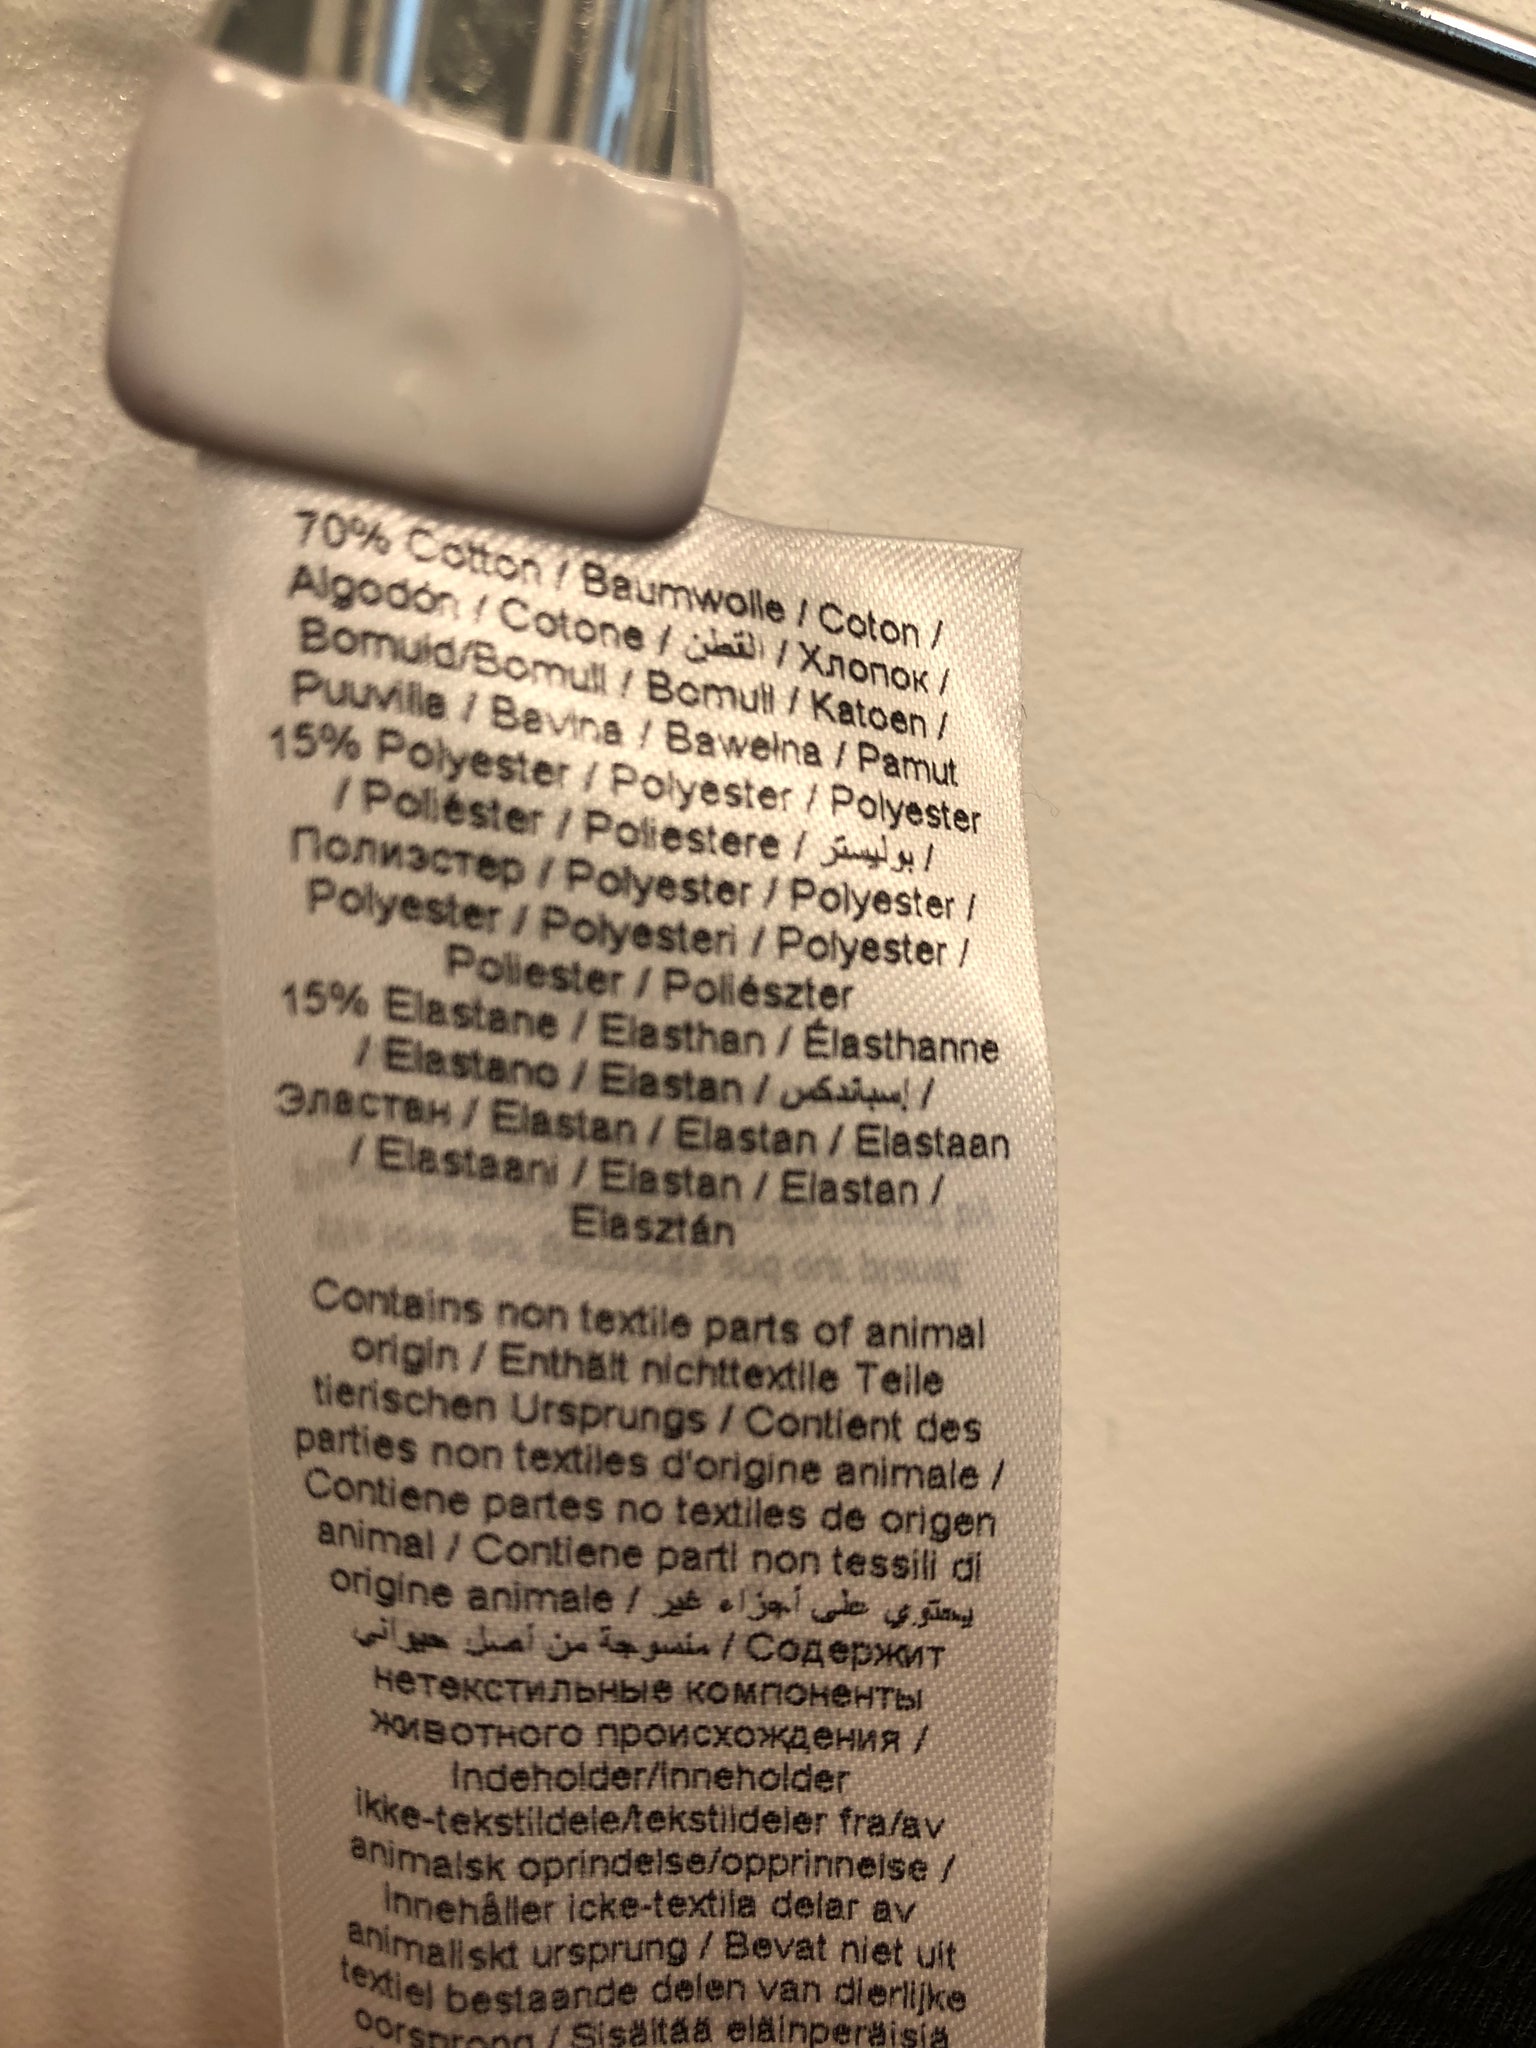 70% Cotton / Baumwolle / Coton /
Algodón / Cotone / القطن / Хлопок /
Bomuld/Bomull / Bomull / Katoen /
Puuvilla / Bavlna / Bawełna / Pamut
15% Polyester / Polyester / Polyester
/ Poliéster / Poliestere / بوليستر /
Полиэстер / Polyester / Polyester /
Polyester / Polyesteri / Polyester /
Poliester / Poliészter
15% Elastane / Elasthan / Élasthanne
/ Elastano / Elastan / إسباندكس /
Эластан / Elastan / Elastan / Elastaan
/ Elastaani / Elastan / Elastan /
Elasztán
Contains non textile parts of animal
origin / Enthält nichttextile Teile
tierischen Ursprungs / Contient des
parties non textiles d'origine animale /
Contiene partes no textiles de origen
animal / Contiene parti non tessili di
origine animale / يحتوي على أجزاء غير
منسوجة من أصل حيواني / Содержит
нетекстильные компоненты
животного происхождения /
Indeholder/Inneholder
ikke-tekstildele/tekstildeler fra/av
animalsk oprindelse/opprinnelse /
Innehåller icke-textila delar av
animaliskt ursprung / Bevat niet uit
textiel bestaande delen van dierlijke
oorsprong / Sisältää eläinperäisiä